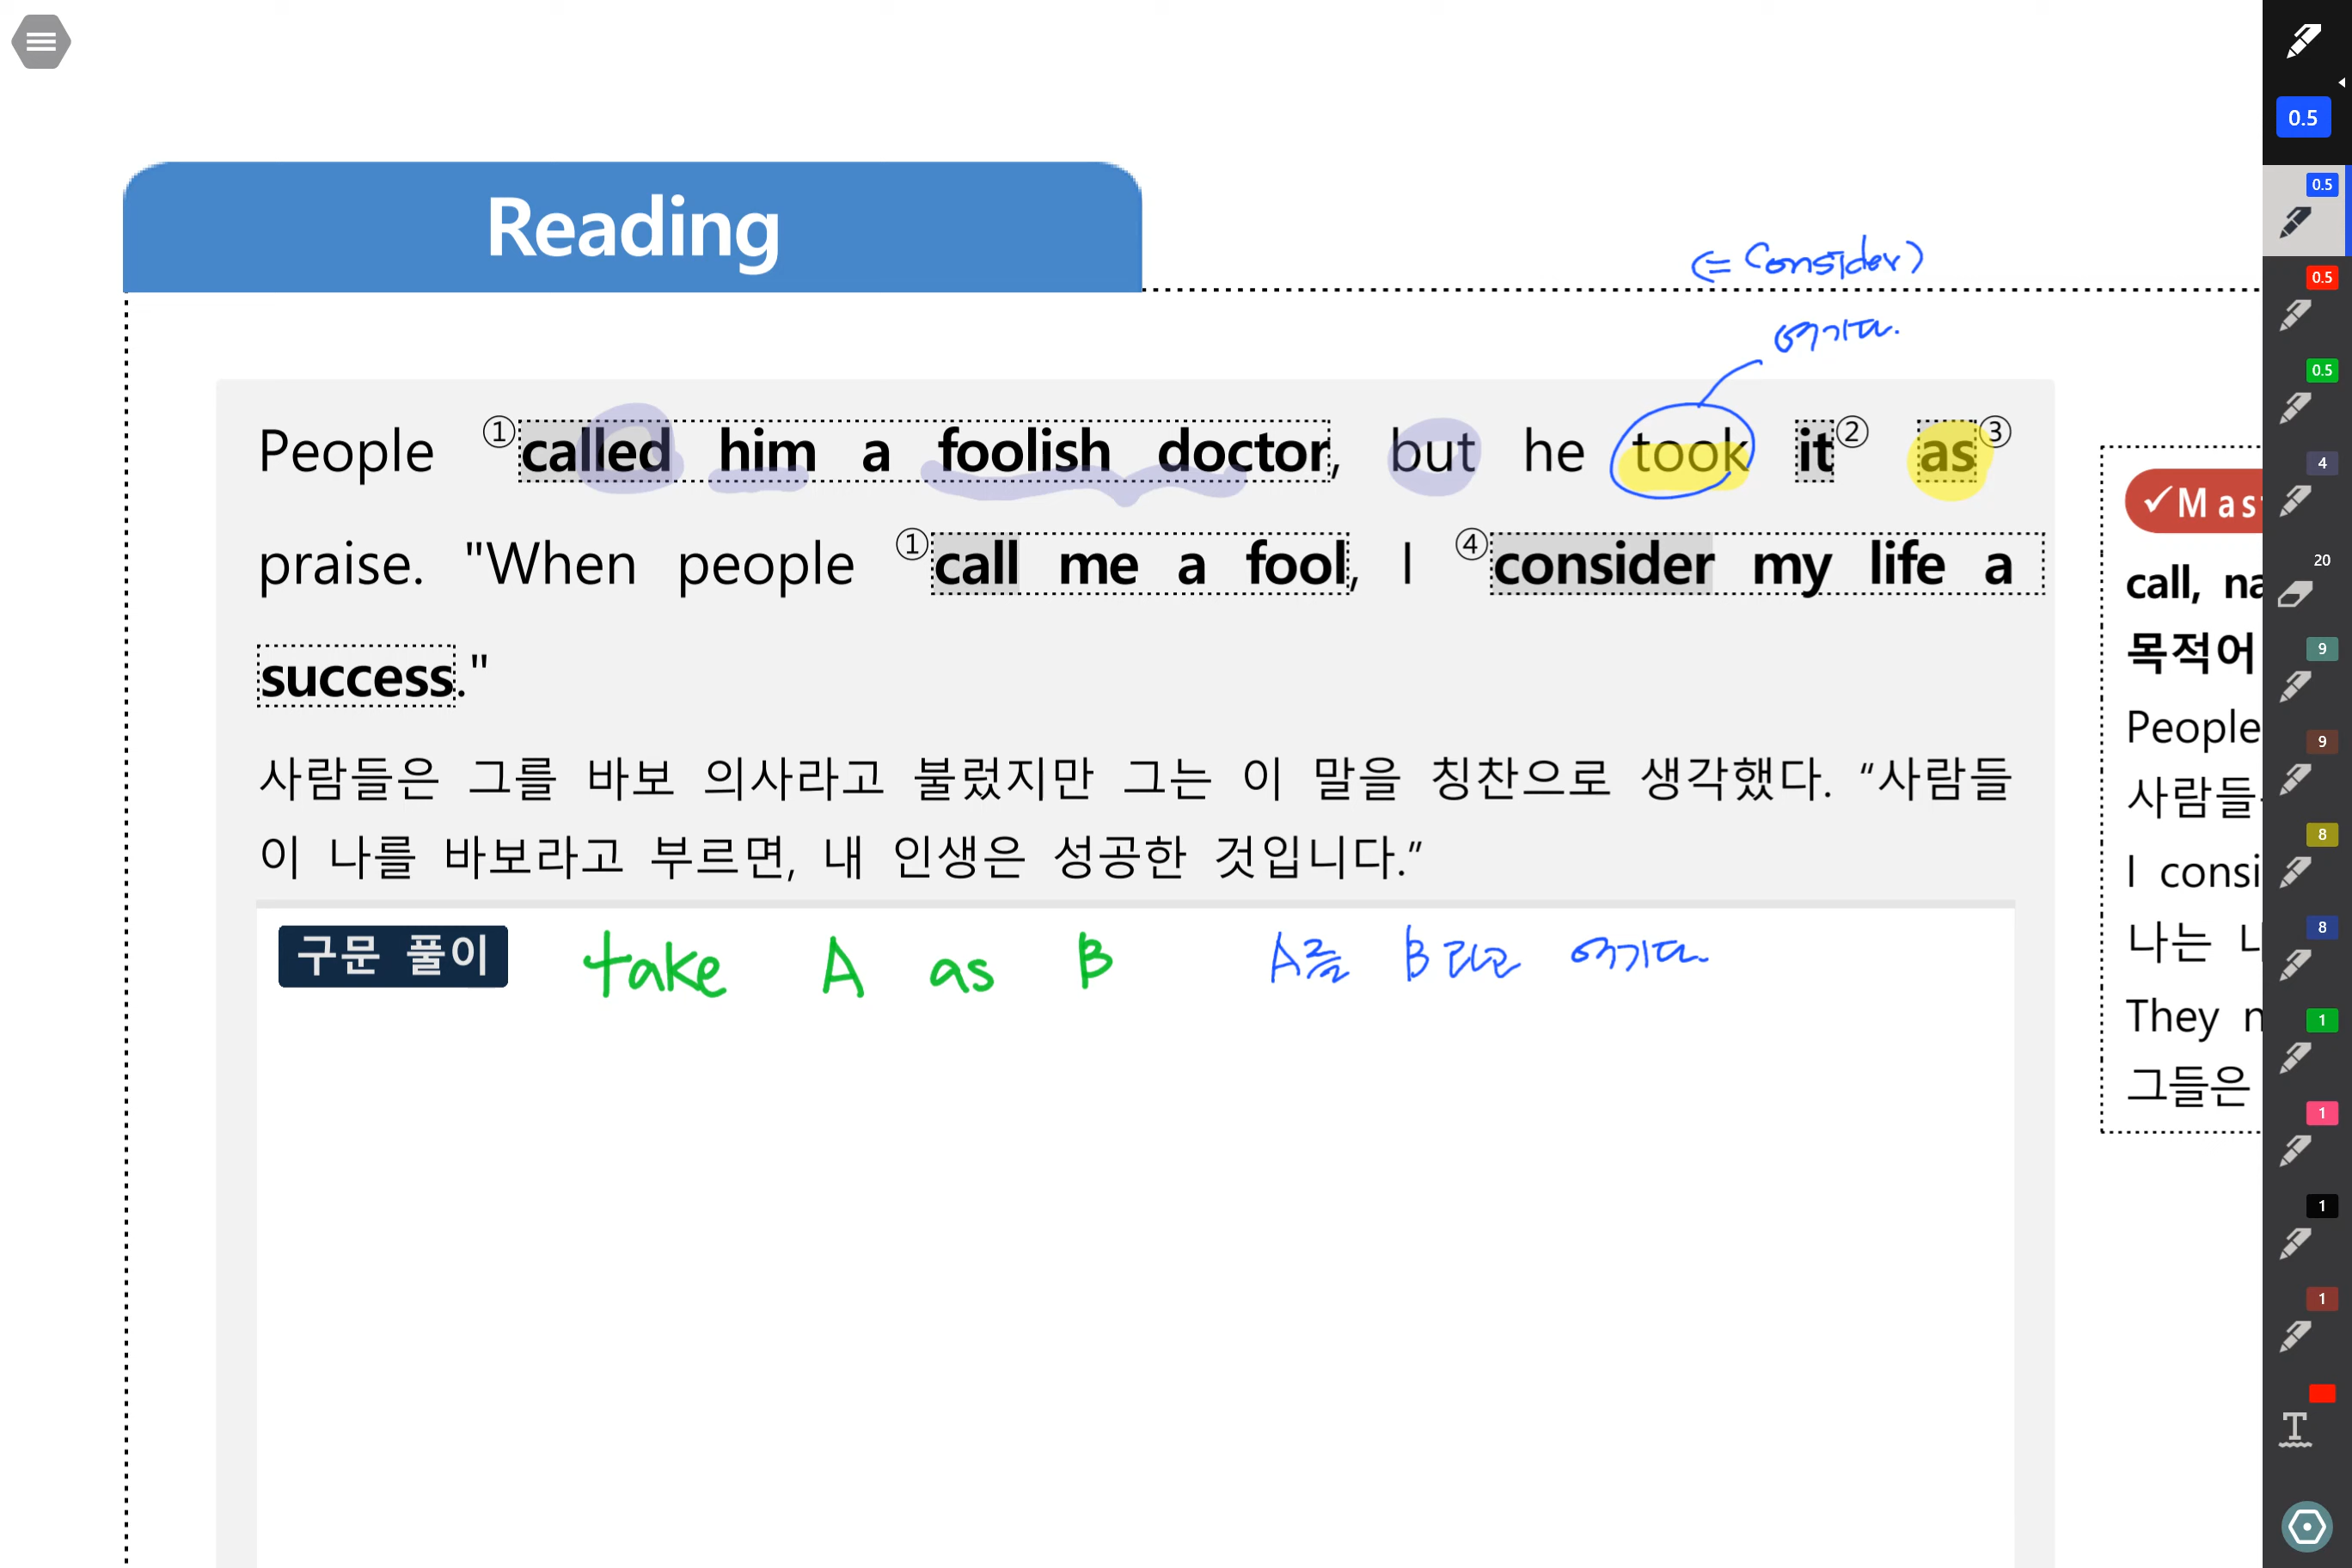 0.5
0.5
Reading
(= Consider)
0.5
여기다.
0.5
People ①called him a foolish doctor, but he took it② as③
4
✓Mas
praise. "When people ①call me a fool, I ④consider my life a
20
call, na
success."
9
목적어
People
9
사람들은 그를 바보 의사라고 불렀지만 그는 이 말을 칭찬으로 생각했다. “사람들
사람들
8
이 나를 바보라고 부르면, 내 인생은 성공한 것입니다.”
I consi
8
구문 풀이 take A as B A를 B라고 여기다.
나는 나
They n
1
그들은
1
1
1
T